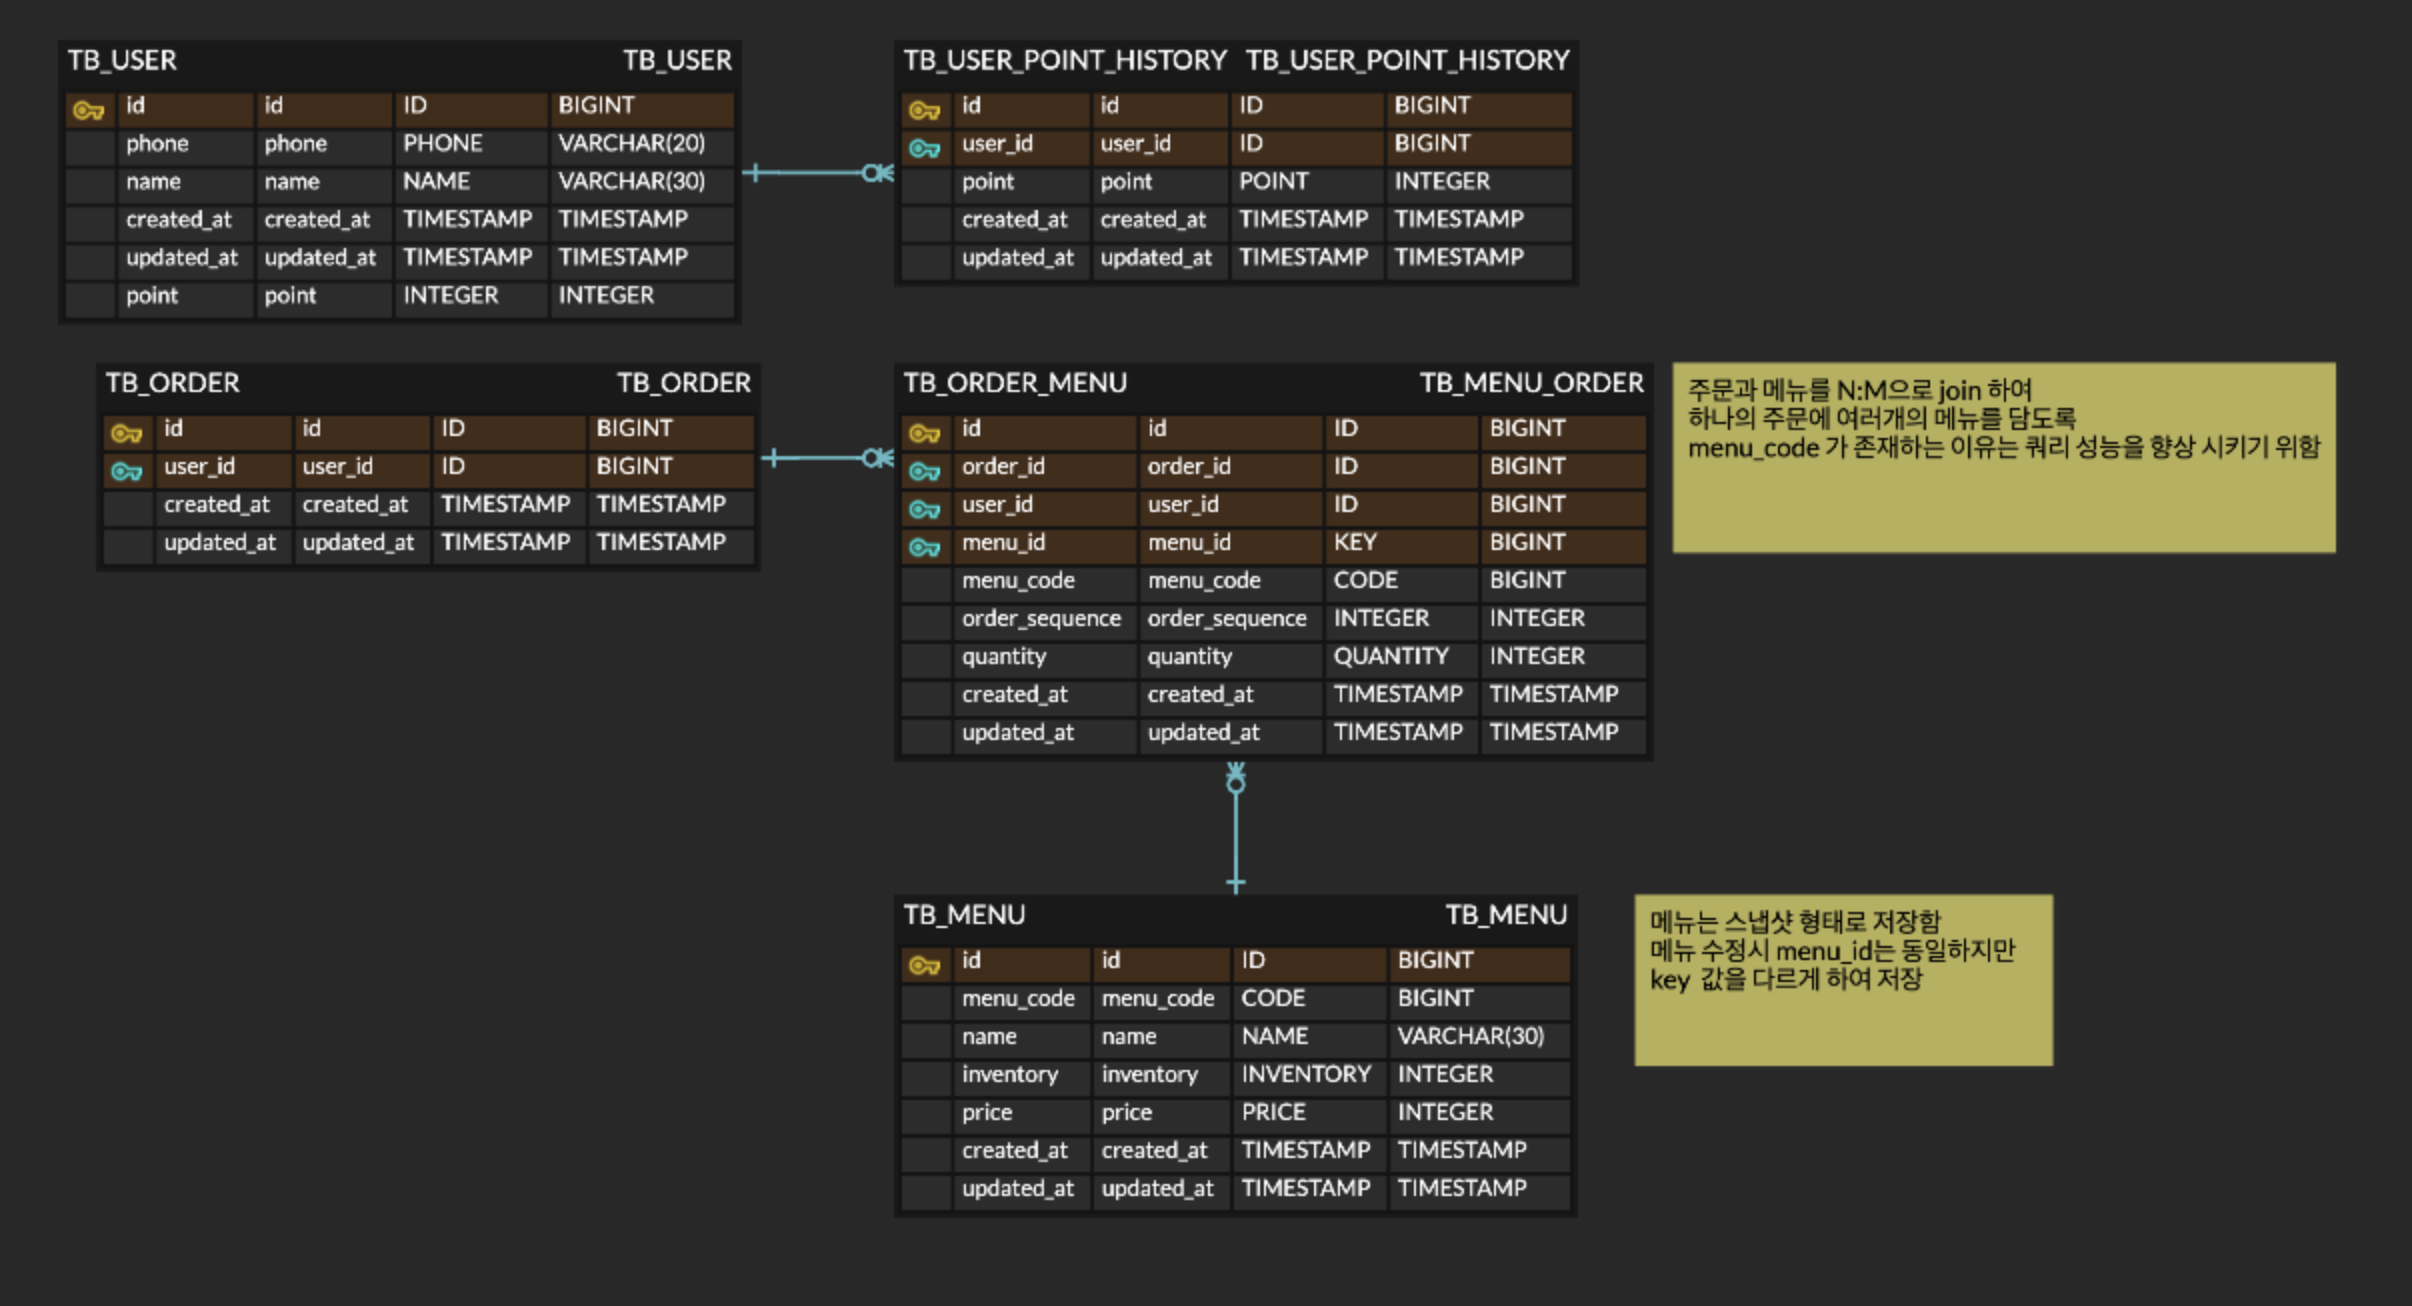 TB_USER TB_USER
id id ID BIGINT
phone phone PHONE VARCHAR(20)
name name NAME VARCHAR(30)
created_at created_at TIMESTAMP TIMESTAMP
updated_at updated_at TIMESTAMP TIMESTAMP
point point INTEGER INTEGER
TB_USER_POINT_HISTORY TB_USER_POINT_HISTORY
id id ID BIGINT
user_id user_id ID BIGINT
point point POINT INTEGER
created_at created_at TIMESTAMP TIMESTAMP
updated_at updated_at TIMESTAMP TIMESTAMP
TB_ORDER TB_ORDER
id id ID BIGINT
user_id user_id ID BIGINT
created_at created_at TIMESTAMP TIMESTAMP
updated_at updated_at TIMESTAMP TIMESTAMP
TB_ORDER_MENU TB_MENU_ORDER
id id ID BIGINT
order_id order_id ID BIGINT
user_id user_id ID BIGINT
menu_id menu_id KEY BIGINT
menu_code menu_code CODE BIGINT
order_sequence order_sequence INTEGER INTEGER
quantity quantity QUANTITY INTEGER
created_at created_at TIMESTAMP TIMESTAMP
updated_at updated_at TIMESTAMP TIMESTAMP
주문과 메뉴를 N:M으로 join 하여
하나의 주문에 여러개의 메뉴를 담도록
menu_code 가 존재하는 이유는 쿼리 성능을 향상 시키기 위함
TB_MENU TB_MENU
id id ID BIGINT
menu_code menu_code CODE BIGINT
name name NAME VARCHAR(30)
inventory inventory INVENTORY INTEGER
price price PRICE INTEGER
created_at created_at TIMESTAMP TIMESTAMP
updated_at updated_at TIMESTAMP TIMESTAMP
메뉴는 스냅샷 형태로 저장함
메뉴 수정시 menu_id는 동일하지만
key 값을 다르게 하여 저장